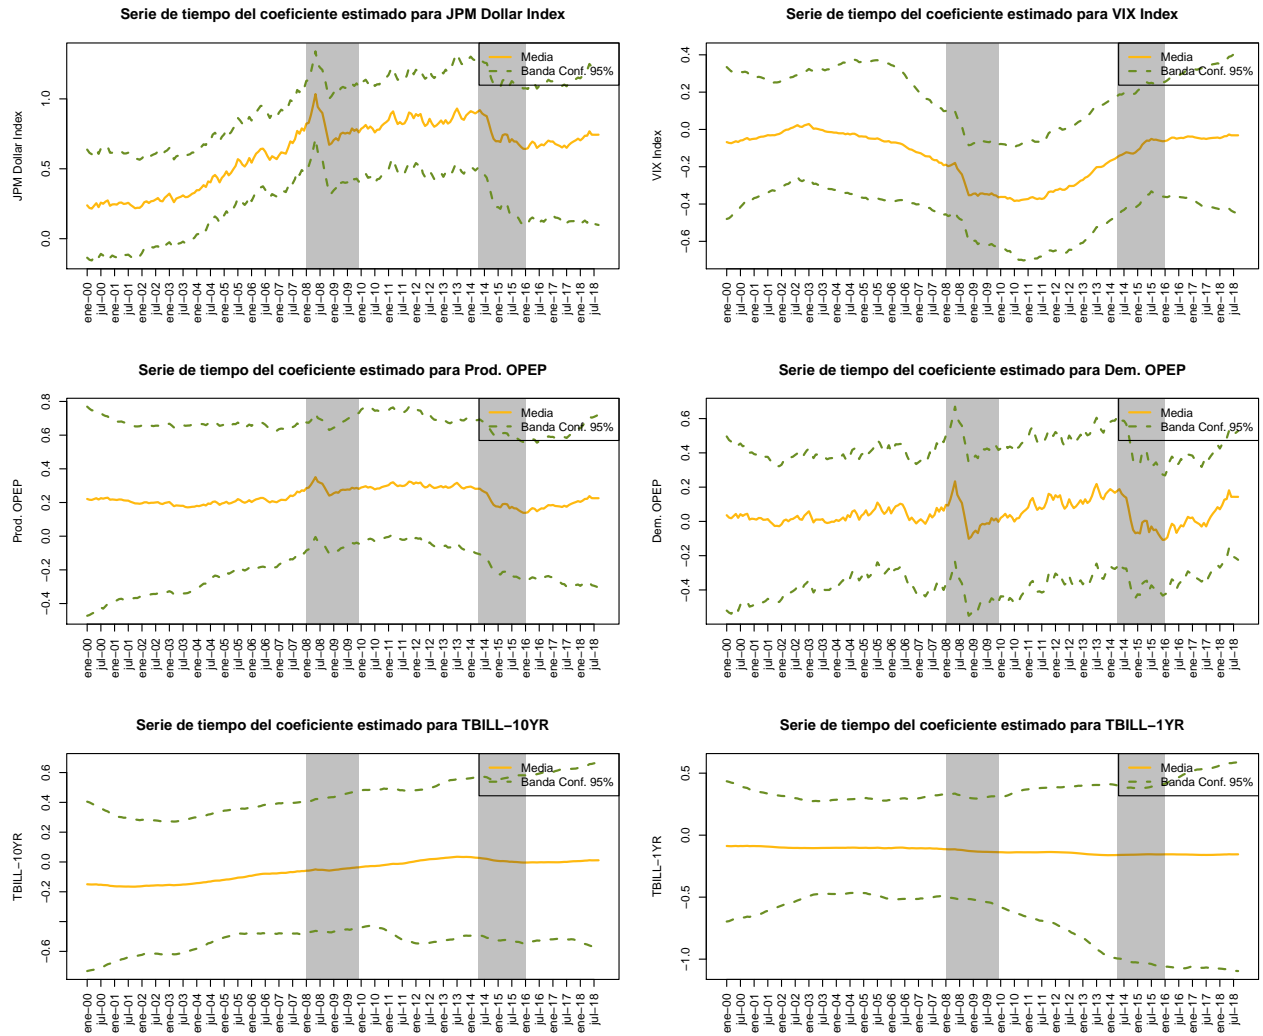 Serie de tiempo del coeficiente estimado para JPM Dollar Index
JPM Dollar Index
1.0
0.5
0.0
Media
Banda Conf. 95%
ene−00 jul−00 ene−01 jul−01 ene−02 jul−02 ene−03 jul−03 ene−04 jul−04 ene−05 jul−05 ene−06 jul−06 ene−07 jul−07 ene−08 jul−08 ene−09 jul−09 ene−10 jul−10 ene−11 jul−11 ene−12 jul−12 ene−13 jul−13 ene−14 jul−14 ene−15 jul−15 ene−16 jul−16 ene−17 jul−17 ene−18 jul−18
Serie de tiempo del coeficiente estimado para VIX Index
VIX Index
0.4
0.2
0.0
−0.2
−0.4
−0.6
Media
Banda Conf. 95%
ene−00 jul−00 ene−01 jul−01 ene−02 jul−02 ene−03 jul−03 ene−04 jul−04 ene−05 jul−05 ene−06 jul−06 ene−07 jul−07 ene−08 jul−08 ene−09 jul−09 ene−10 jul−10 ene−11 jul−11 ene−12 jul−12 ene−13 jul−13 ene−14 jul−14 ene−15 jul−15 ene−16 jul−16 ene−17 jul−17 ene−18 jul−18
Serie de tiempo del coeficiente estimado para Prod. OPEP
Prod. OPEP
0.8
0.6
0.4
0.2
0.0
−0.2
−0.4
Media
Banda Conf. 95%
ene−00 jul−00 ene−01 jul−01 ene−02 jul−02 ene−03 jul−03 ene−04 jul−04 ene−05 jul−05 ene−06 jul−06 ene−07 jul−07 ene−08 jul−08 ene−09 jul−09 ene−10 jul−10 ene−11 jul−11 ene−12 jul−12 ene−13 jul−13 ene−14 jul−14 ene−15 jul−15 ene−16 jul−16 ene−17 jul−17 ene−18 jul−18
Serie de tiempo del coeficiente estimado para Dem. OPEP
Dem. OPEP
0.6
0.4
0.2
0.0
−0.2
−0.4
Media
Banda Conf. 95%
ene−00 jul−00 ene−01 jul−01 ene−02 jul−02 ene−03 jul−03 ene−04 jul−04 ene−05 jul−05 ene−06 jul−06 ene−07 jul−07 ene−08 jul−08 ene−09 jul−09 ene−10 jul−10 ene−11 jul−11 ene−12 jul−12 ene−13 jul−13 ene−14 jul−14 ene−15 jul−15 ene−16 jul−16 ene−17 jul−17 ene−18 jul−18
Serie de tiempo del coeficiente estimado para TBILL−10YR
TBILL−10YR
0.6
0.4
0.2
0.0
−0.2
−0.6
Media
Banda Conf. 95%
ene−00 jul−00 ene−01 jul−01 ene−02 jul−02 ene−03 jul−03 ene−04 jul−04 ene−05 jul−05 ene−06 jul−06 ene−07 jul−07 ene−08 jul−08 ene−09 jul−09 ene−10 jul−10 ene−11 jul−11 ene−12 jul−12 ene−13 jul−13 ene−14 jul−14 ene−15 jul−15 ene−16 jul−16 ene−17 jul−17 ene−18 jul−18
Serie de tiempo del coeficiente estimado para TBILL−1YR
TBILL−1YR
0.5
0.0
−0.5
−1.0
Media
Banda Conf. 95%
ene−00 jul−00 ene−01 jul−01 ene−02 jul−02 ene−03 jul−03 ene−04 jul−04 ene−05 jul−05 ene−06 jul−06 ene−07 jul−07 ene−08 jul−08 ene−09 jul−09 ene−10 jul−10 ene−11 jul−11 ene−12 jul−12 ene−13 jul−13 ene−14 jul−14 ene−15 jul−15 ene−16 jul−16 ene−17 jul−17 ene−18 jul−18